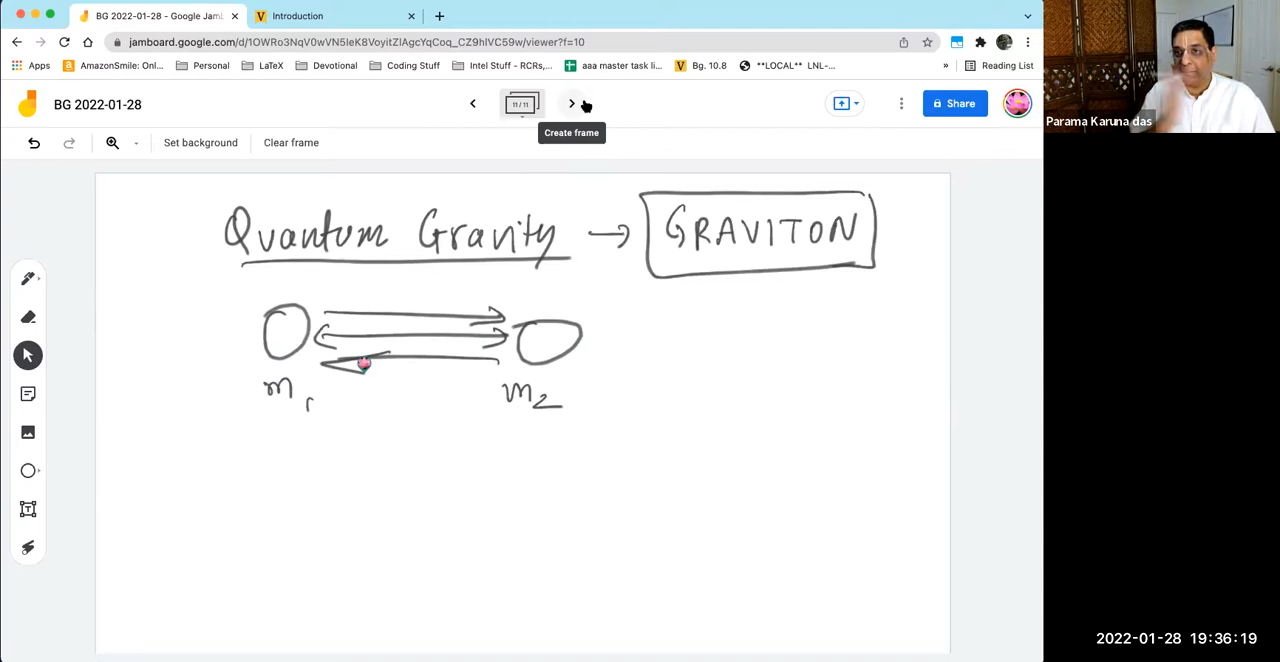 BG 2022-01-28 - Google Jaml
Introduction
jamboard.google.com/d/1OWRo3NqV0wVN5leK8VoyitZlAgcYqCoq_CZ9hIVC59w/viewer?f=10
Apps
AmazonSmile: Onl...
Personal
LaTeX
Devotional
Coding Stuff
Intel Stuff - RCRs,...
aaa master task li...
Bg. 10.8
**LOCAL** LNL-...
»
Reading List
BG 2022-01-28
11 / 11
Share
Create frame
Set background
Clear frame
Parama Karuna das
Quantum Gravity → GRAVITON
m1 m2
2022-01-28 19:36:19